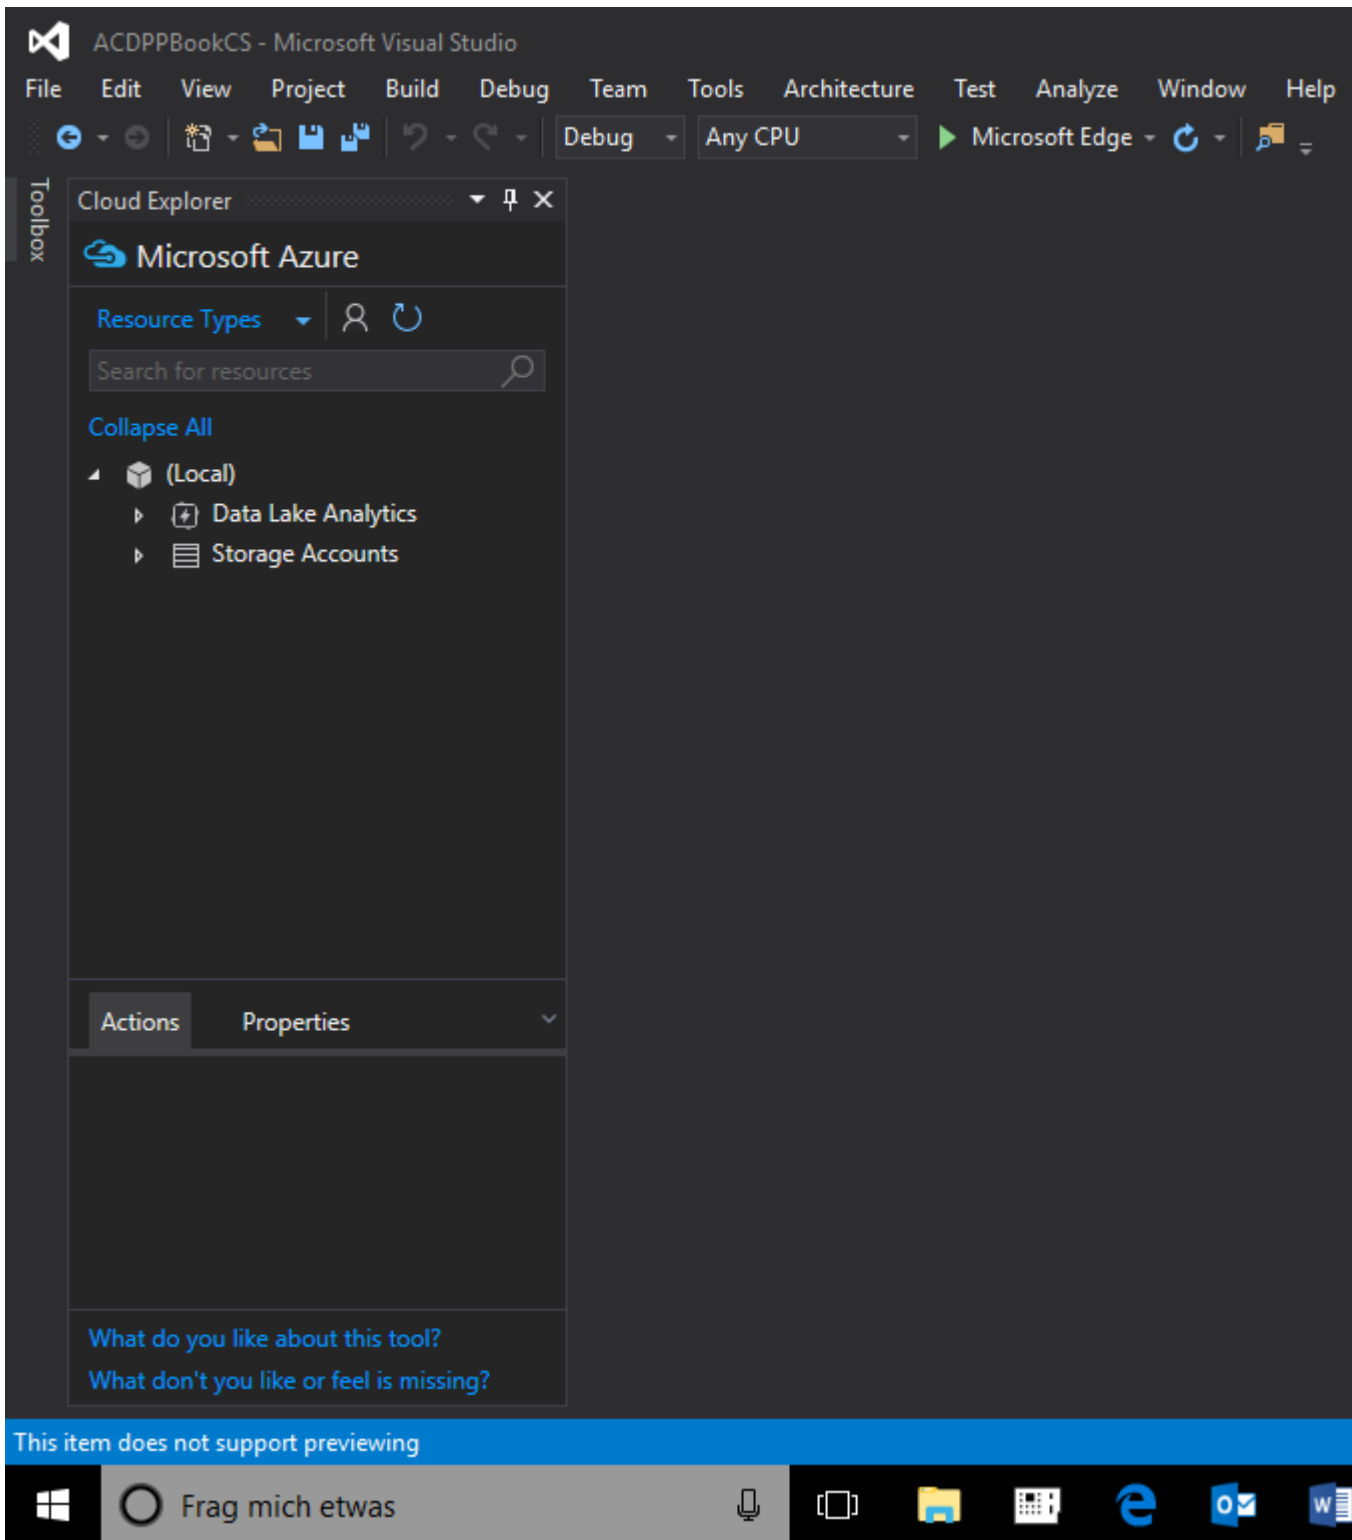 ACDPPBookCS - Microsoft Visual Studio
File Edit View Project Build Debug Team Tools Architecture Test Analyze Window Help
Debug Any CPU Microsoft Edge
Toolbox
Cloud Explorer
Microsoft Azure
Resource Types
Search for resources
Collapse All
(Local)
Data Lake Analytics
Storage Accounts
Actions Properties
What do you like about this tool?
What don't you like or feel is missing?
This item does not support previewing
Frag mich etwas